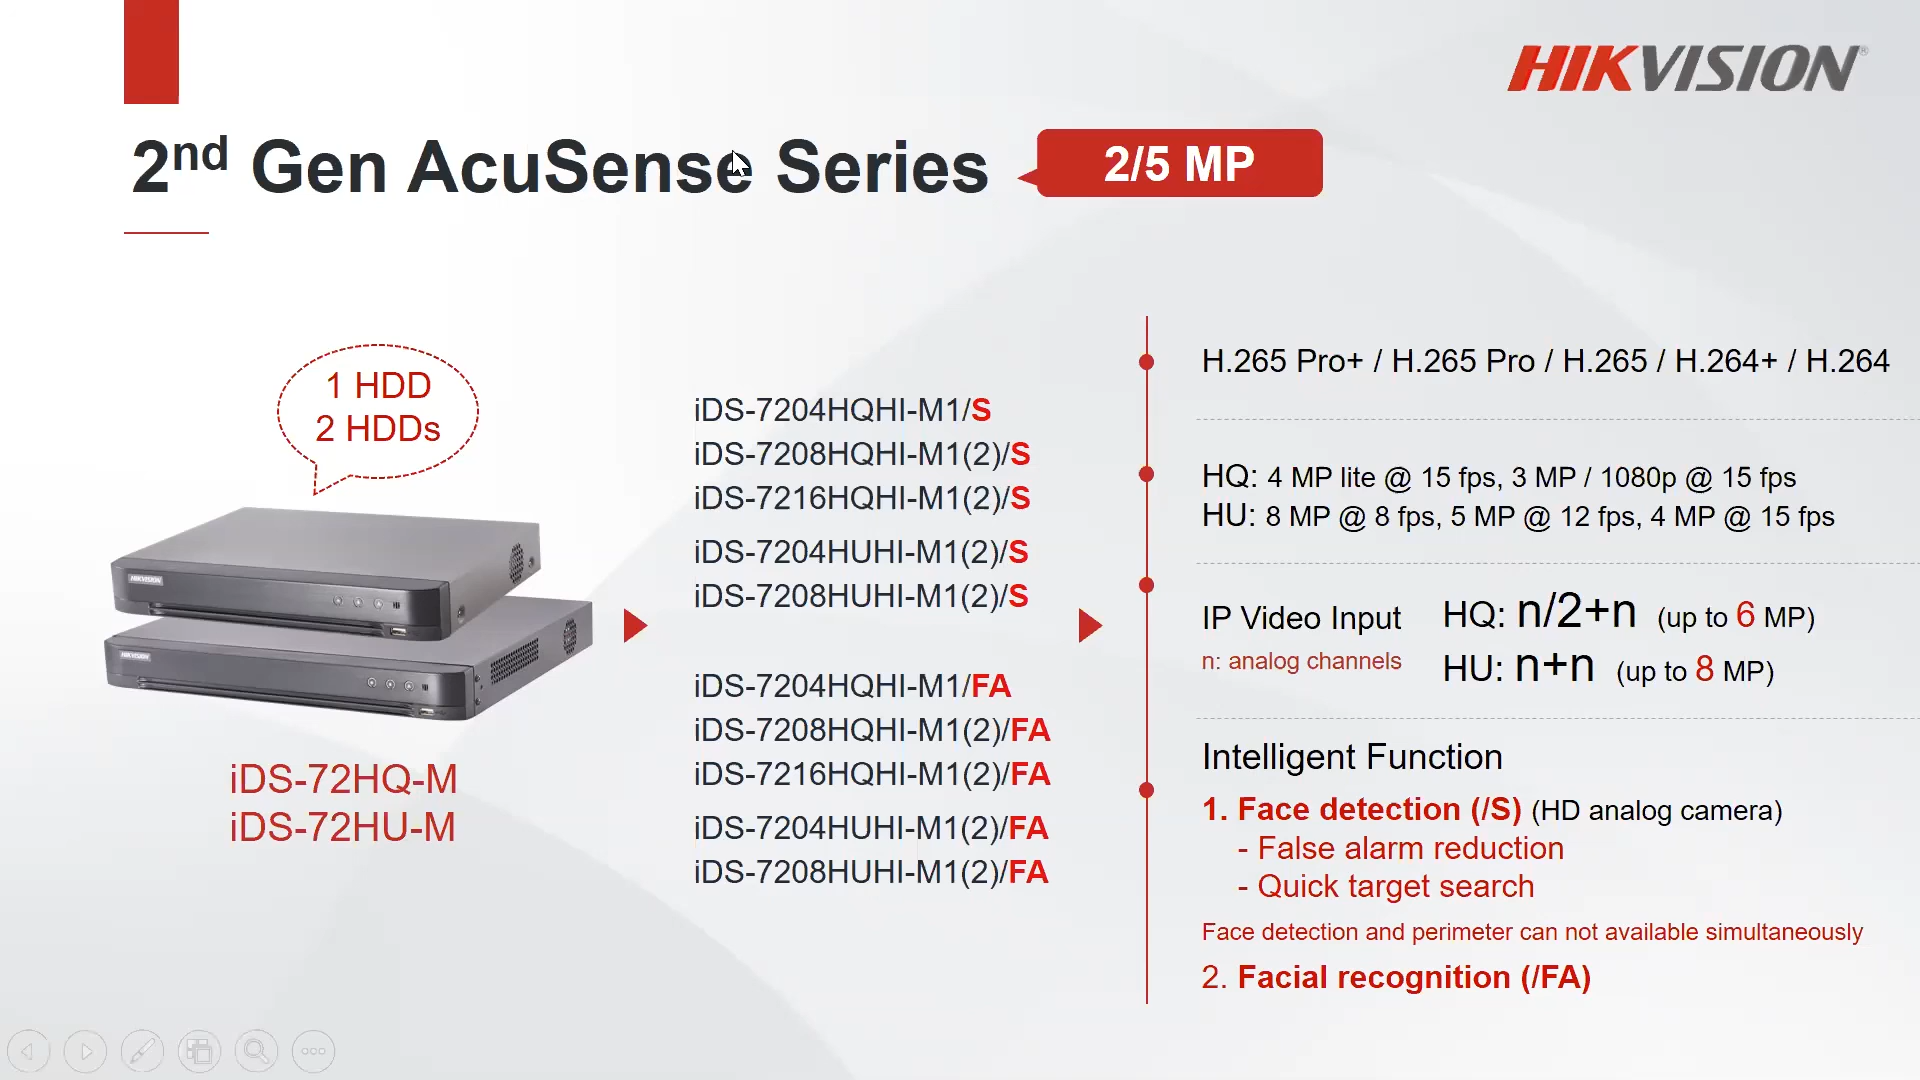 HIKVISION®
2nd Gen AcuSense Series
2/5 MP
1 HDD
2 HDDs
HIKVISION
HIKVISION
iDS-72HQ-M
iDS-72HU-M
iDS-7204HQHI-M1/S
iDS-7208HQHI-M1(2)/S
iDS-7216HQHI-M1(2)/S
iDS-7204HUHI-M1(2)/S
iDS-7208HUHI-M1(2)/S
iDS-7204HQHI-M1/FA
iDS-7208HQHI-M1(2)/FA
iDS-7216HQHI-M1(2)/FA
iDS-7204HUHI-M1(2)/FA
iDS-7208HUHI-M1(2)/FA
H.265 Pro+ / H.265 Pro / H.265 / H.264+ / H.264
HQ: 4 MP lite @ 15 fps, 3 MP / 1080p @ 15 fps
HU: 8 MP @ 8 fps, 5 MP @ 12 fps, 4 MP @ 15 fps
IP Video Input
n: analog channels
HQ: n/2+n (up to 6 MP)
HU: n+n (up to 8 MP)
Intelligent Function
1. Face detection (/S) (HD analog camera)
- False alarm reduction
- Quick target search
Face detection and perimeter can not available simultaneously
2. Facial recognition (/FA)